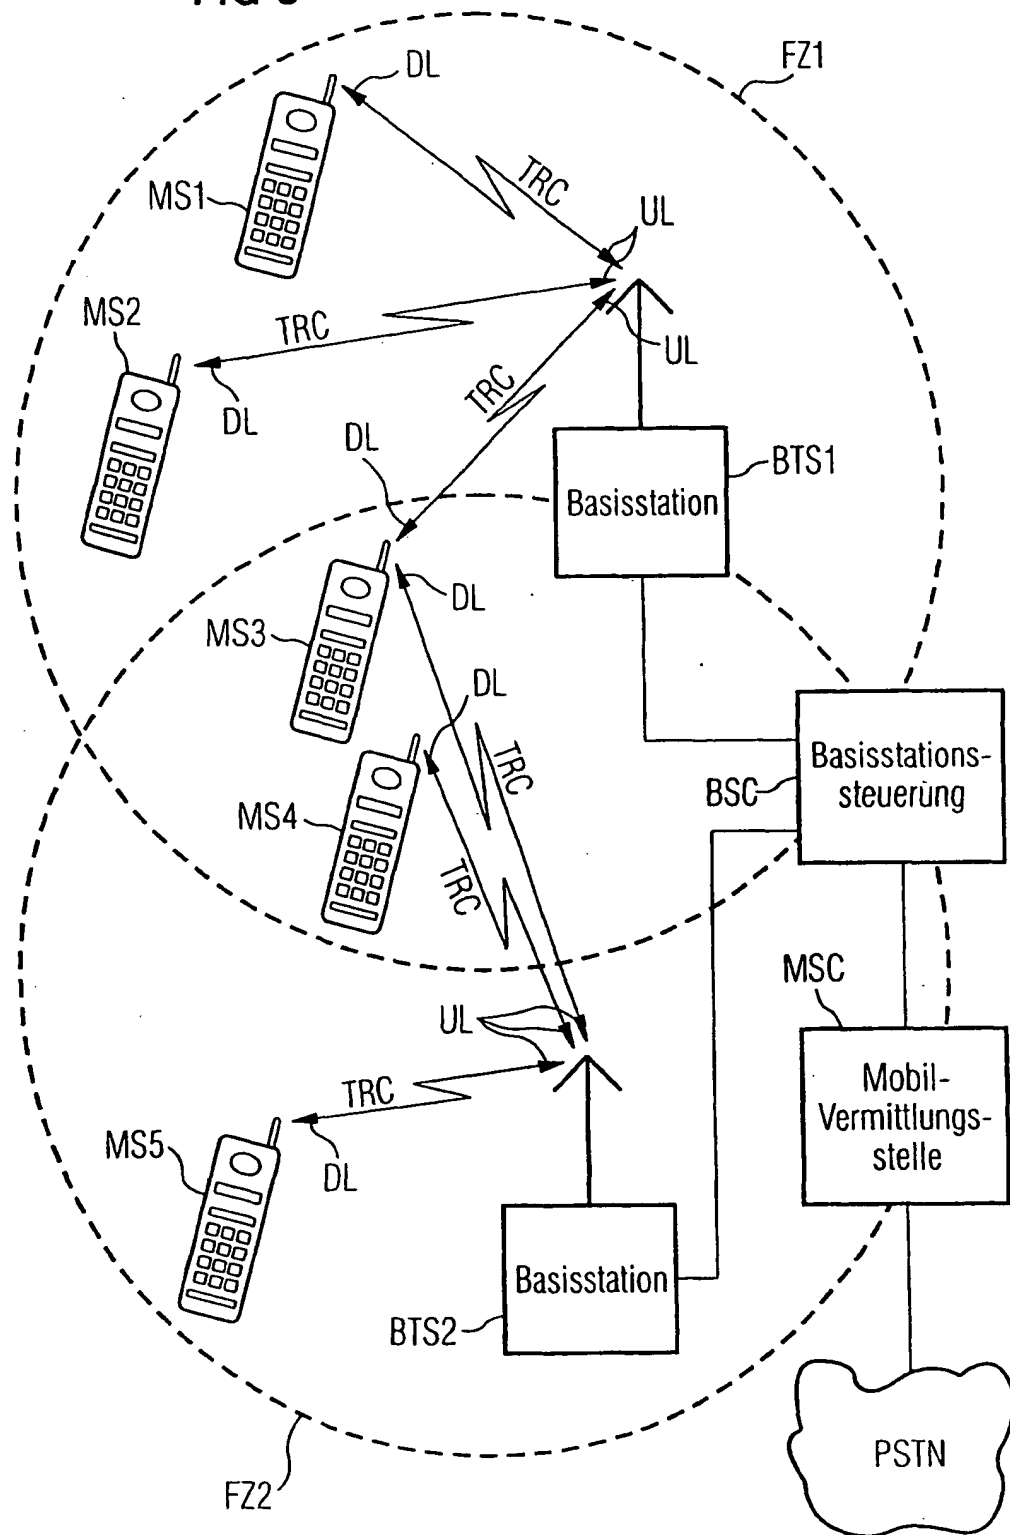 DL
FZ1
TRC
MS1
UL
MS2
TRC
UL
DL
TRC
DL
BTS1
Basisstation
DL
MS3
DL
TRC
Basisstations-
steuerung
BSC
MS4
TRC
MSC
UL
Mobil-
Vermittlungs-
stelle
TRC
MS5
DL
Basisstation
BTS2
PSTN
FZ2